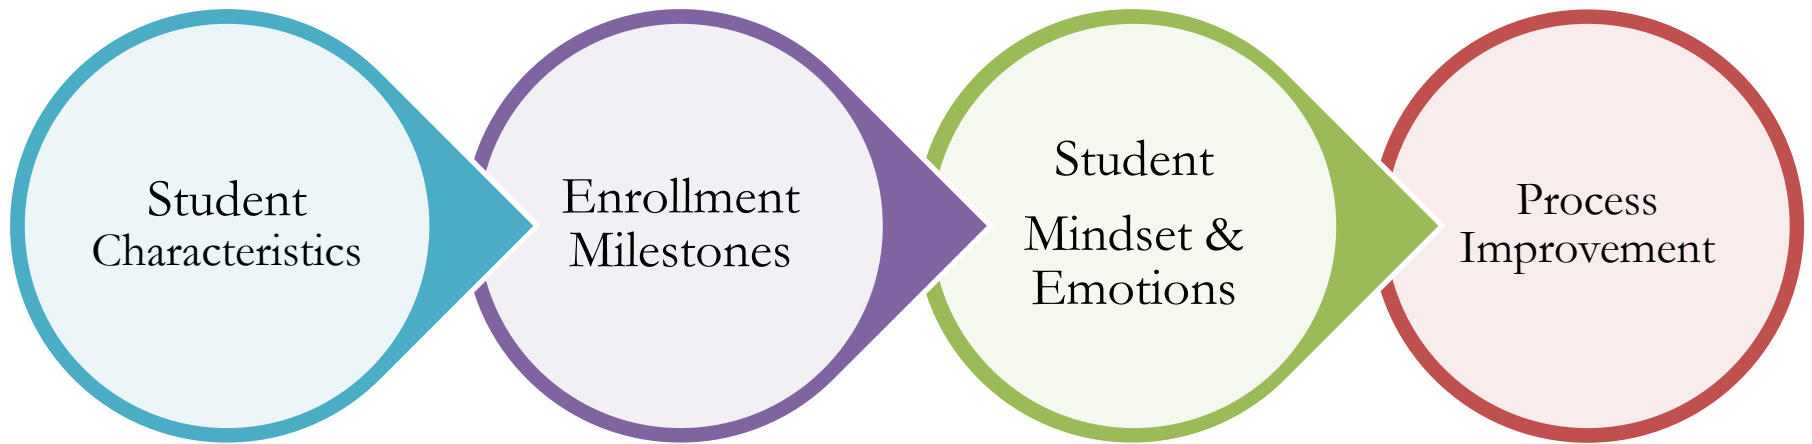 Student
Characteristics
Enrollment
Milestones
Student
Mindset &
Emotions
Process
Improvement